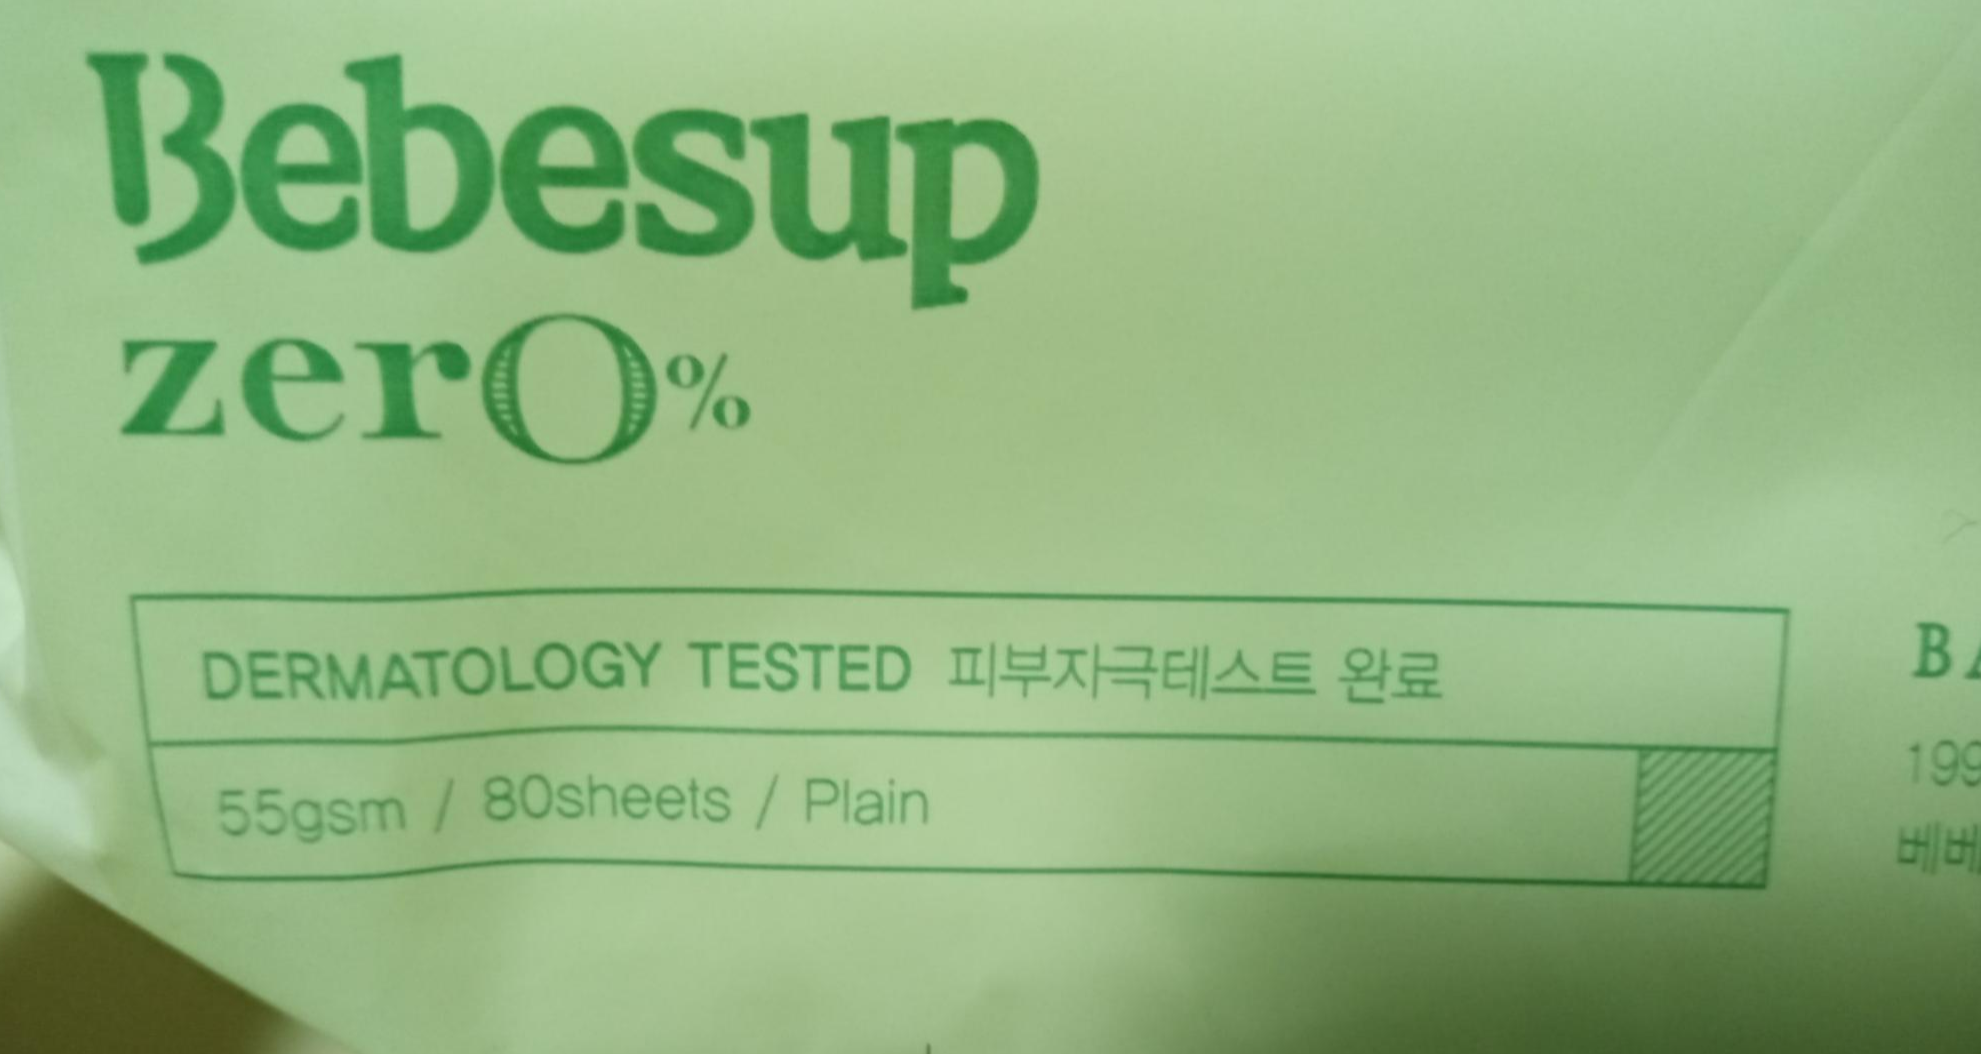 Bebesup
zerO%
DERMATOLOGY TESTED 피부자극테스트 완료
55gsm / 80sheets / Plain